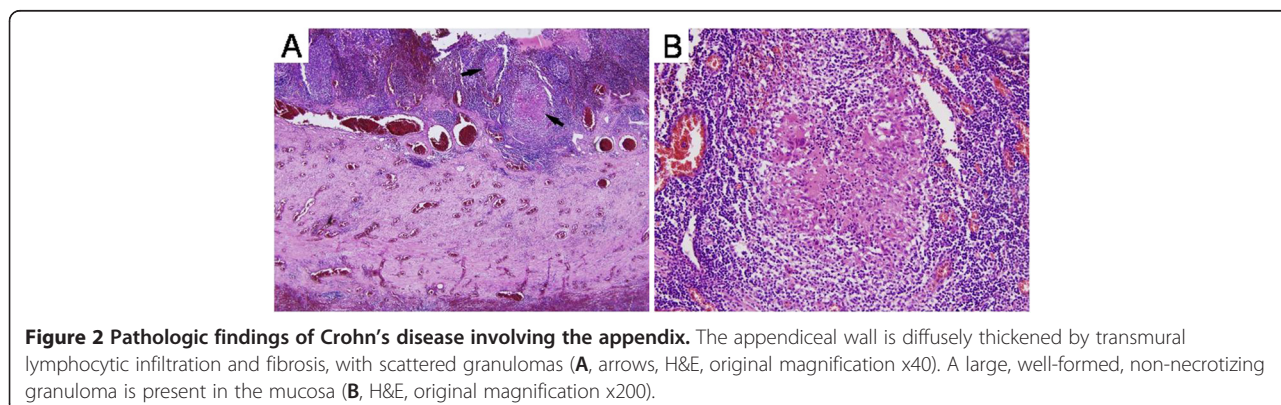 A
B
Figure 2 Pathologic findings of Crohn's disease involving the appendix. The appendiceal wall is diffusely thickened by transmural
lymphocytic infiltration and fibrosis, with scattered granulomas (A, arrows, H&E, original magnification x40). A large, well-formed, non-necrotizing
granuloma is present in the mucosa (B, H&E, original magnification x200).